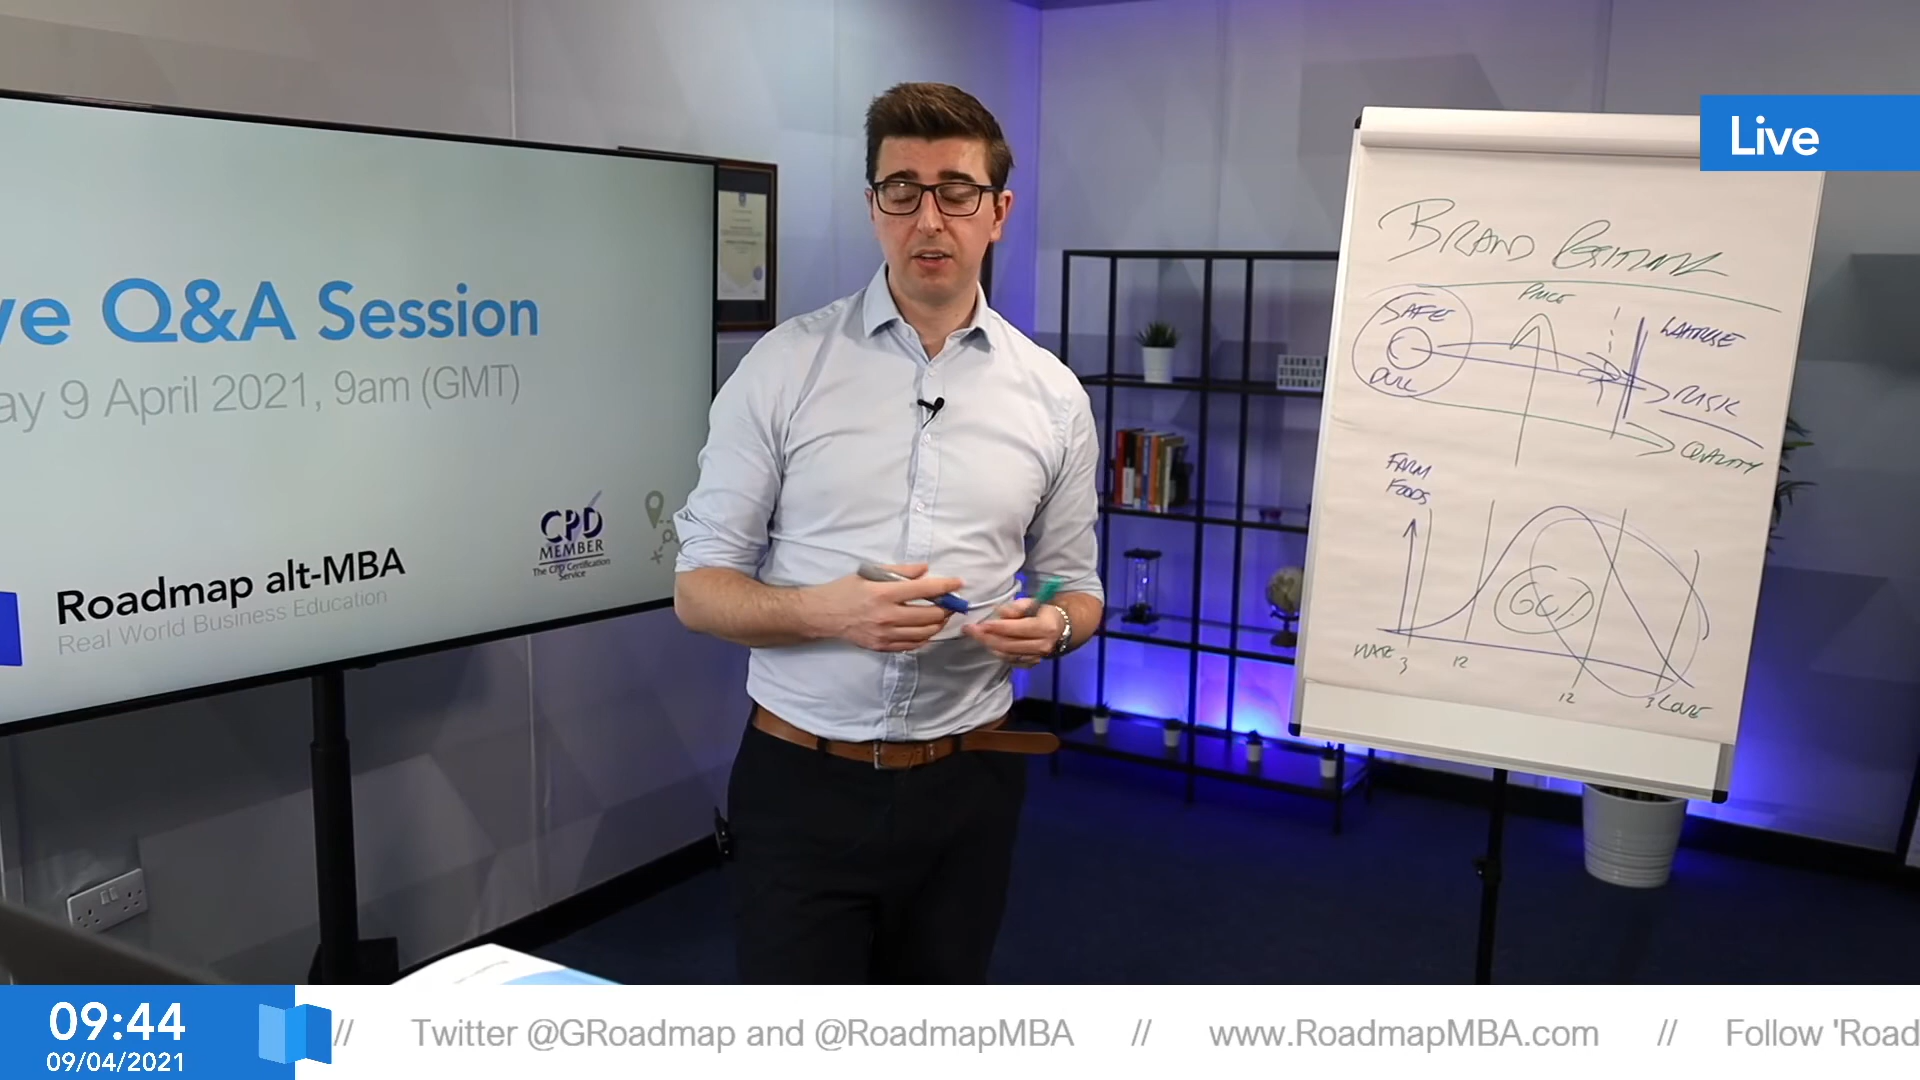 Live
ve Q&A Session
ay 9 April 2021, 9am (GMT)
CPD
MEMBER
The CPD Certification
Service
Roadmap alt-MBA
Real World Business Education
BRAND
PRICE
SAFE
DULL
WAITROSE
RISK
QUALITY
FARM
FOODS
HATE 3 12 12 3 LOVE
09:44
09/04/2021
// Twitter @GRoadmap and @RoadmapMBA // www.RoadmapMBA.com // Follow 'Road